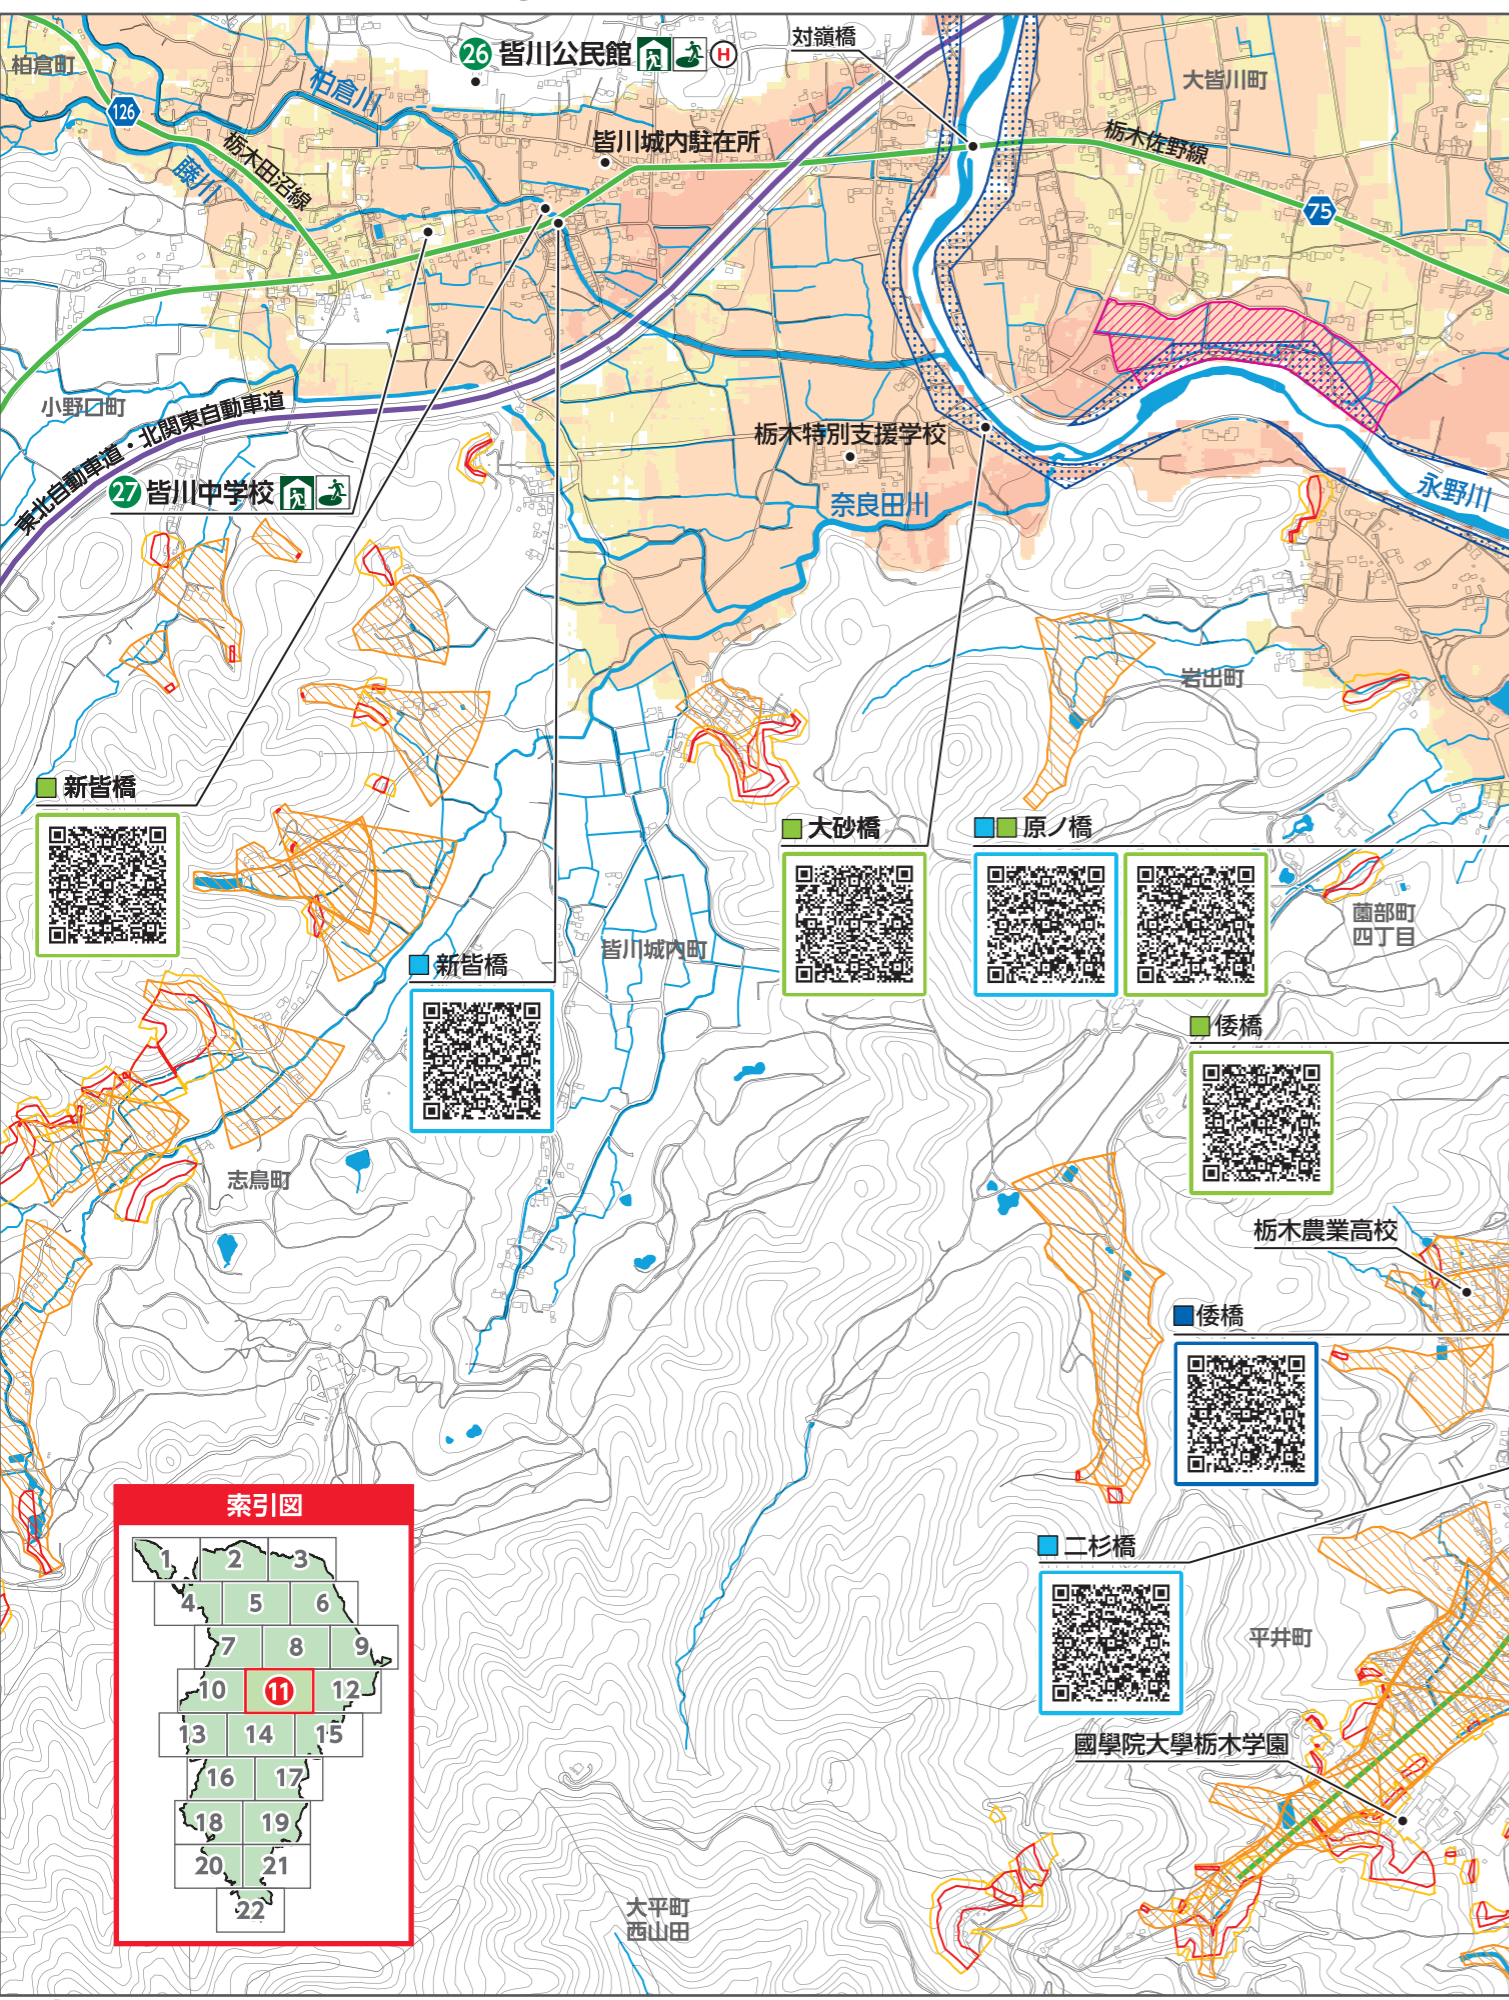 柏倉町
126
柏倉川
26 皆川公民館 H
対嶺橋
大皆川町
栃木田沼線
藤川
皆川城内駐在所
栃木佐野線
75
小野口町
東北自動車道・北関東自動車道
27 皆川中学校
栃木特別支援学校
奈良田川
永野川
岩出町
新皆橋
大砂橋
原ノ橋
薗部町
四丁目
新皆橋
皆川城内町
倭橋
志鳥町
栃木農業高校
倭橋
索引図
1
2
3
4
5
6
7
8
9
10
11
12
13
14
15
16
17
18
19
20
21
22
二杉橋
平井町
國學院大學栃木学園
大平町
西山田